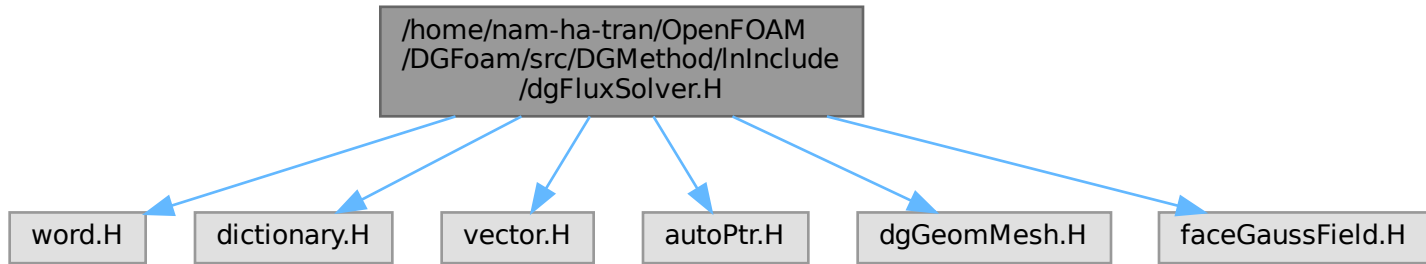 /home/nam-ha-tran/OpenFOAM
/DGFoam/src/DGMethod/lnInclude
/dgFluxSolver.H
word.H
dictionary.H
vector.H
autoPtr.H
dgGeomMesh.H
faceGaussField.H